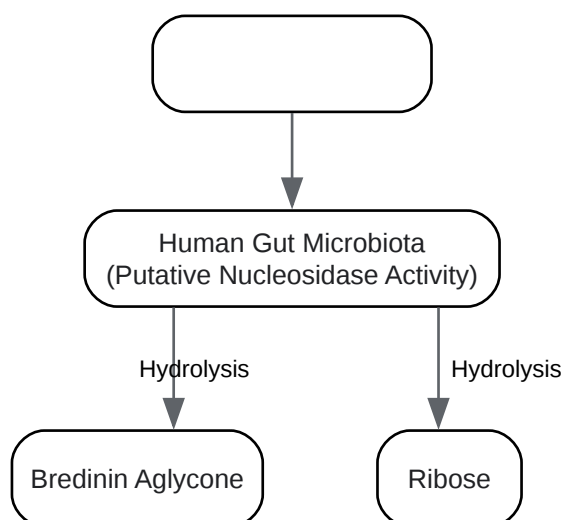 Human Gut Microbiota
(Putative Nucleosidase Activity)
Hydrolysis
Hydrolysis
Bredinin Aglycone
Ribose